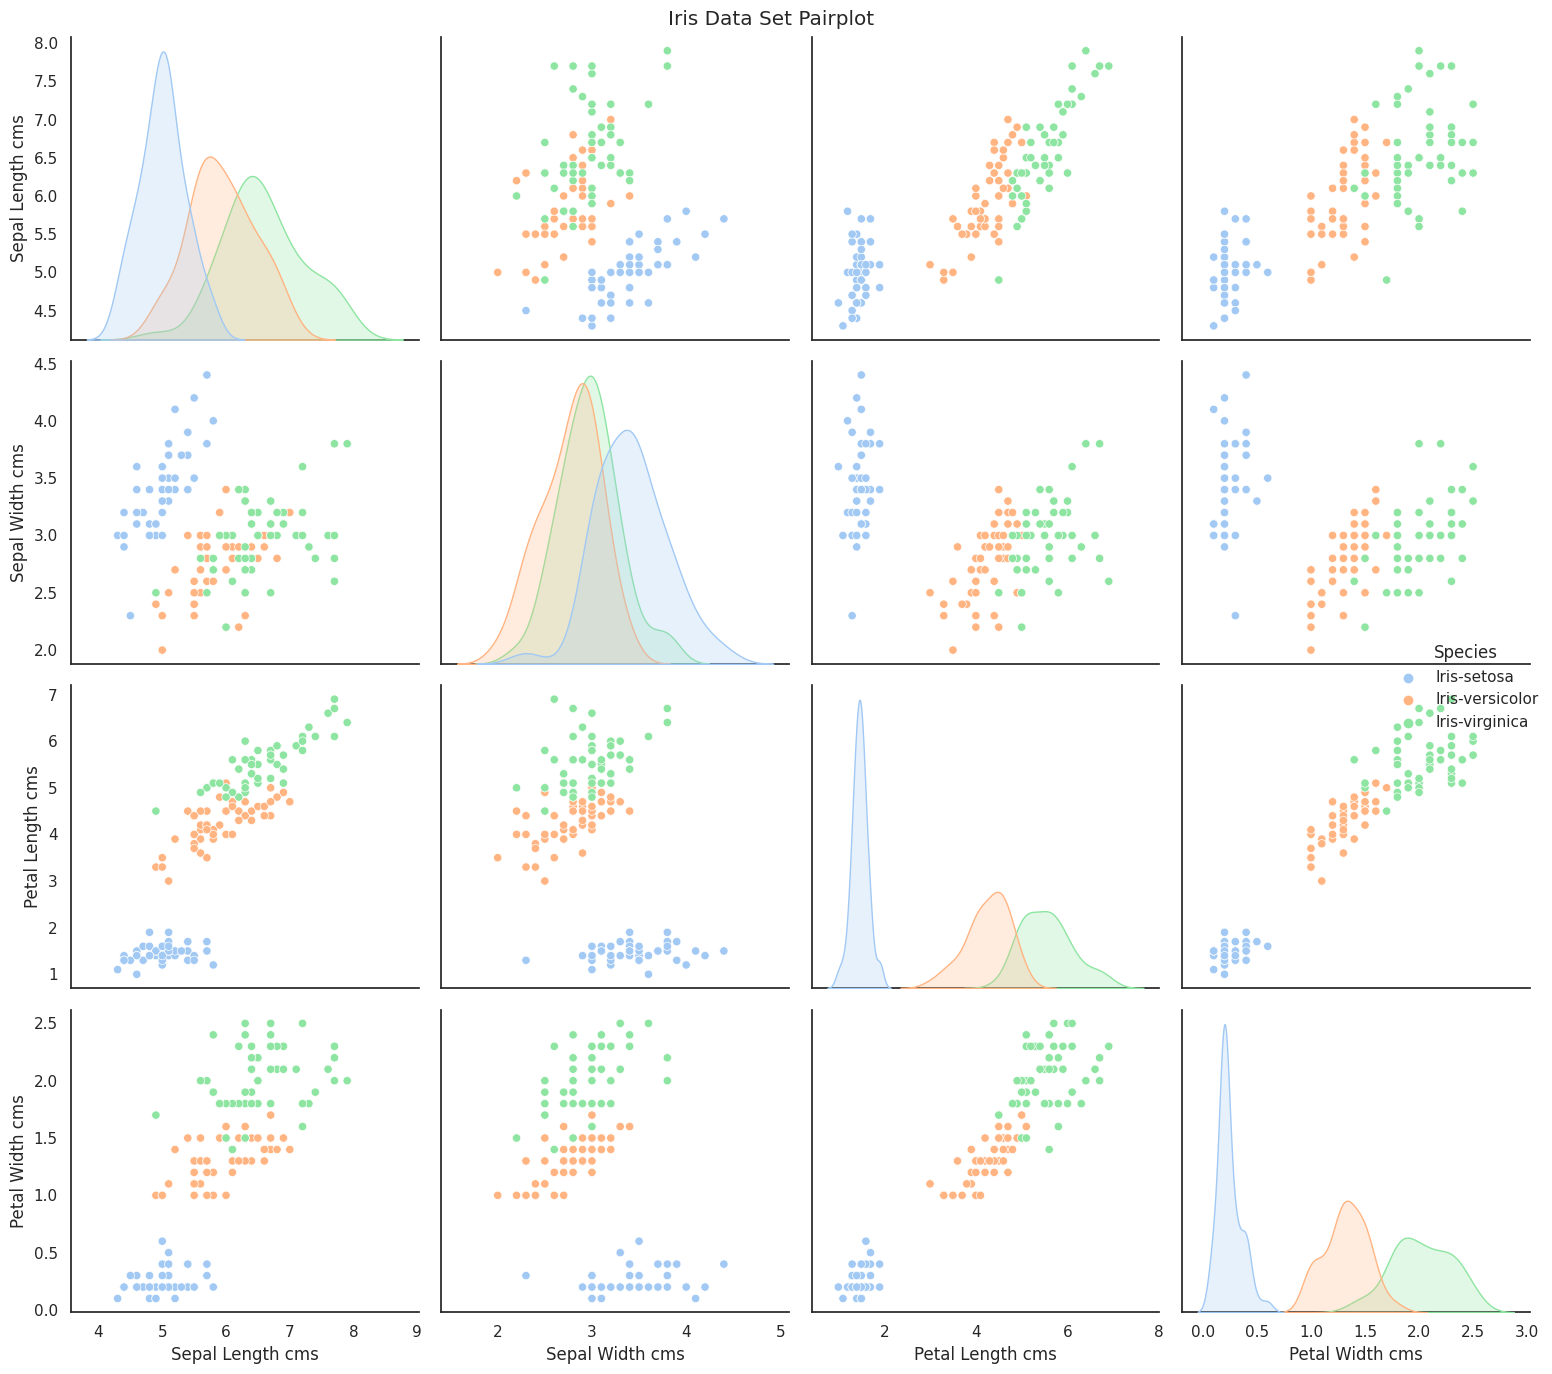 Iris Data Set Pairplot
8.0
7.5
7.0
6.5
6.0
5.5
5.0
4.5
Sepal Length cms
4.5
4.0
3.5
3.0
2.5
2.0
Sepal Width cms
Species
Iris-setosa
Iris-versicolor
Iris-virginica
7
6
5
4
3
2
1
Petal Length cms
2.5
2.0
1.5
1.0
0.5
0.0
Petal Width cms
4 5 6 7 8 9
2 3 4 5
2 4 6 8
0.0 0.5 1.0 1.5 2.0 2.5 3.0
Sepal Length cms
Sepal Width cms
Petal Length cms
Petal Width cms